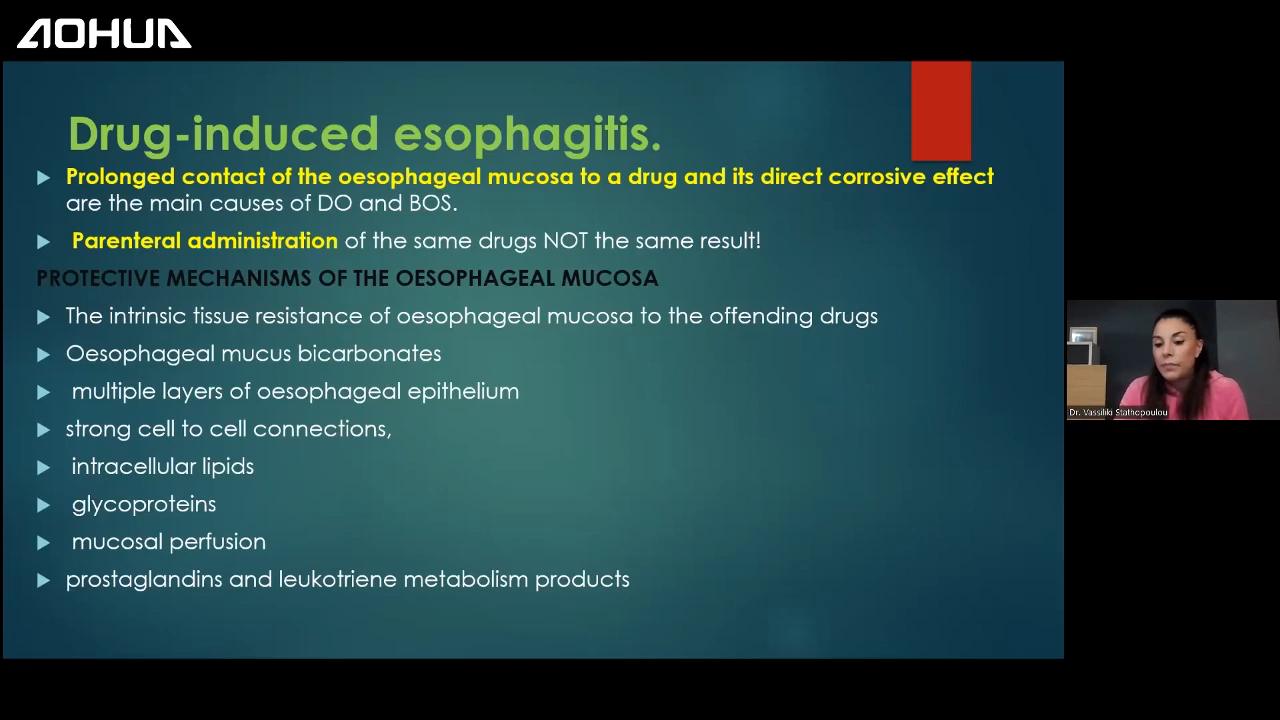 AOHUA
Drug-induced esophagitis.
Prolonged contact of the oesophageal mucosa to a drug and its direct corrosive effect
are the main causes of DO and BOS.
Parenteral administration of the same drugs NOT the same result!
PROTECTIVE MECHANISMS OF THE OESOPHAGEAL MUCOSA
The intrinsic tissue resistance of oesophageal mucosa to the offending drugs
Oesophageal mucus bicarbonates
multiple layers of oesophageal epithelium
strong cell to cell connections,
intracellular lipids
glycoproteins
mucosal perfusion
prostaglandins and leukotriene metabolism products
Dr. Vassiliki Stathopoulou